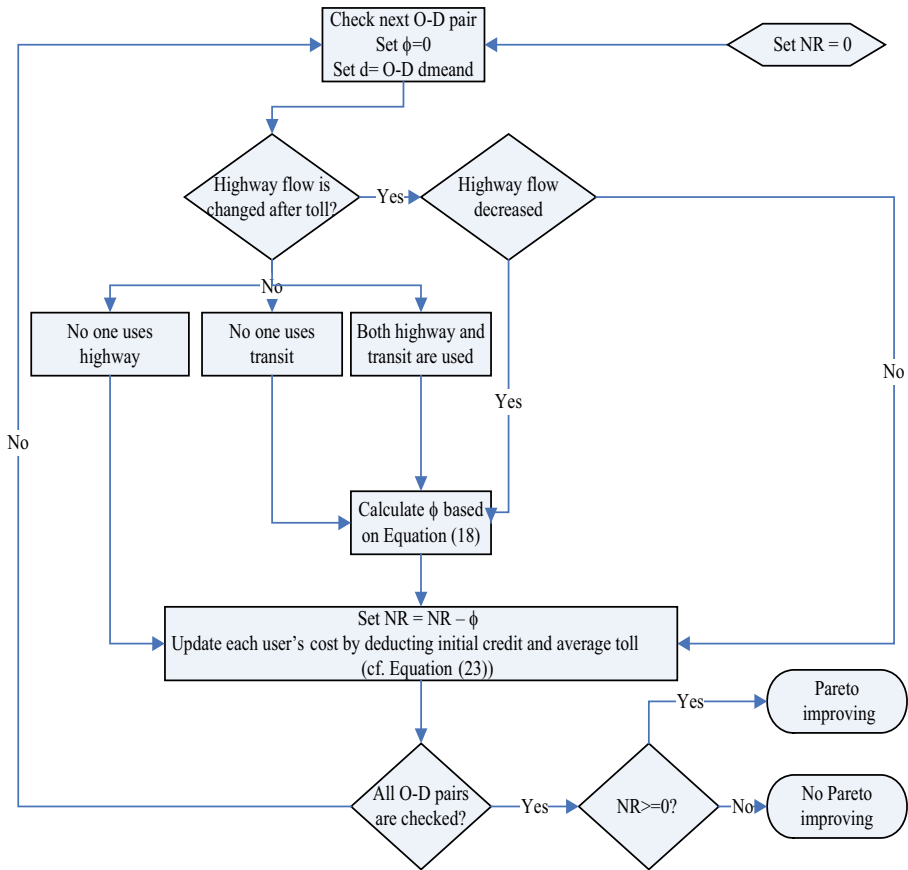 Check next O-D pair
Set ϕ=0
Set d= O-D dmeand
Set NR = 0
Highway flow is
changed after toll?
Yes
Highway flow
decreased
No
No one uses
highway
No one uses
transit
Both highway and
transit are used
No
Yes
No
Calculate ϕ based
on Equation (18)
Set NR = NR – ϕ
Update each user's cost by deducting initial credit and average toll
(cf. Equation (23))
Pareto
improving
Yes
All O-D pairs
are checked?
Yes
NR>=0?
No
No Pareto
improving